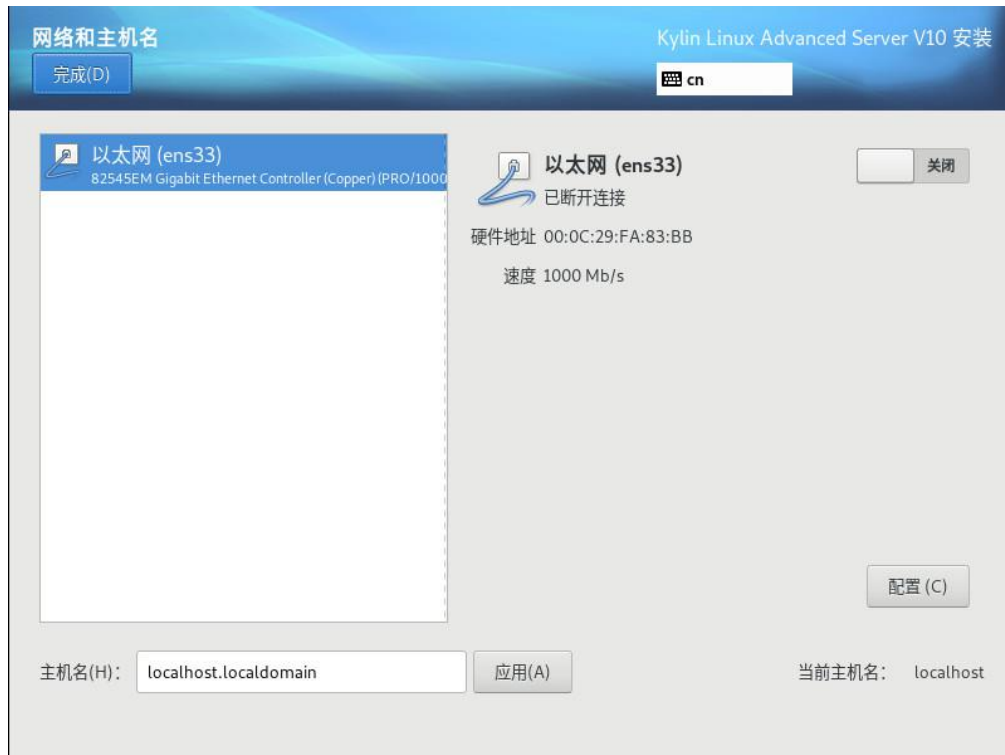 网络和主机名
Kylin Linux Advanced Server V10 安装
完成(D)
cn
以太网 (ens33)
82545EM Gigabit Ethernet Controller (Copper) (PRO/1000
以太网 (ens33)
关闭
已断开连接
硬件地址 00:0C:29:FA:83:BB
速度 1000 Mb/s
配置 (C)
主机名(H)： localhost.localdomain 应用(A) 当前主机名： localhost